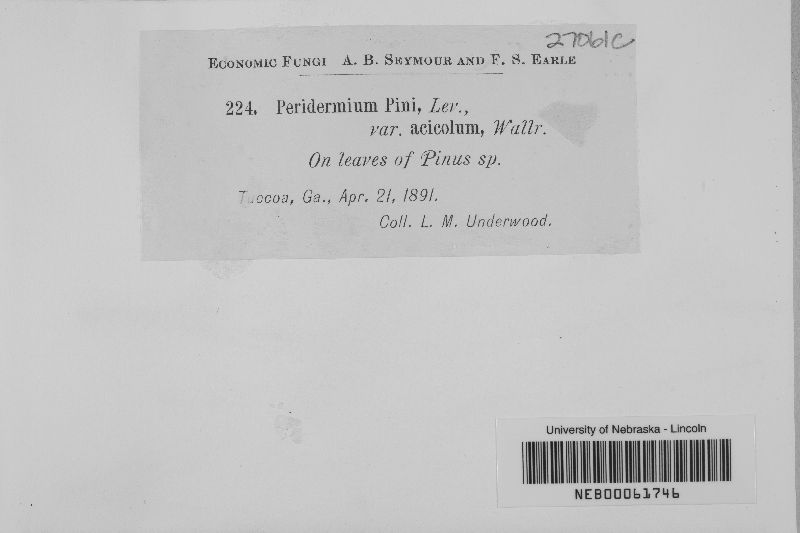 27061C
ECONOMIC FUNGI A. B. SEYMOUR AND F. S. EARLE
224. Peridermium Pini, Lev.,
var. acicolum, Wallr.
On leaves of Pinus sp.
Toccoa, Ga., Apr. 21, 1891.
Coll. L. M. Underwood.
University of Nebraska - Lincoln
NEB00061746